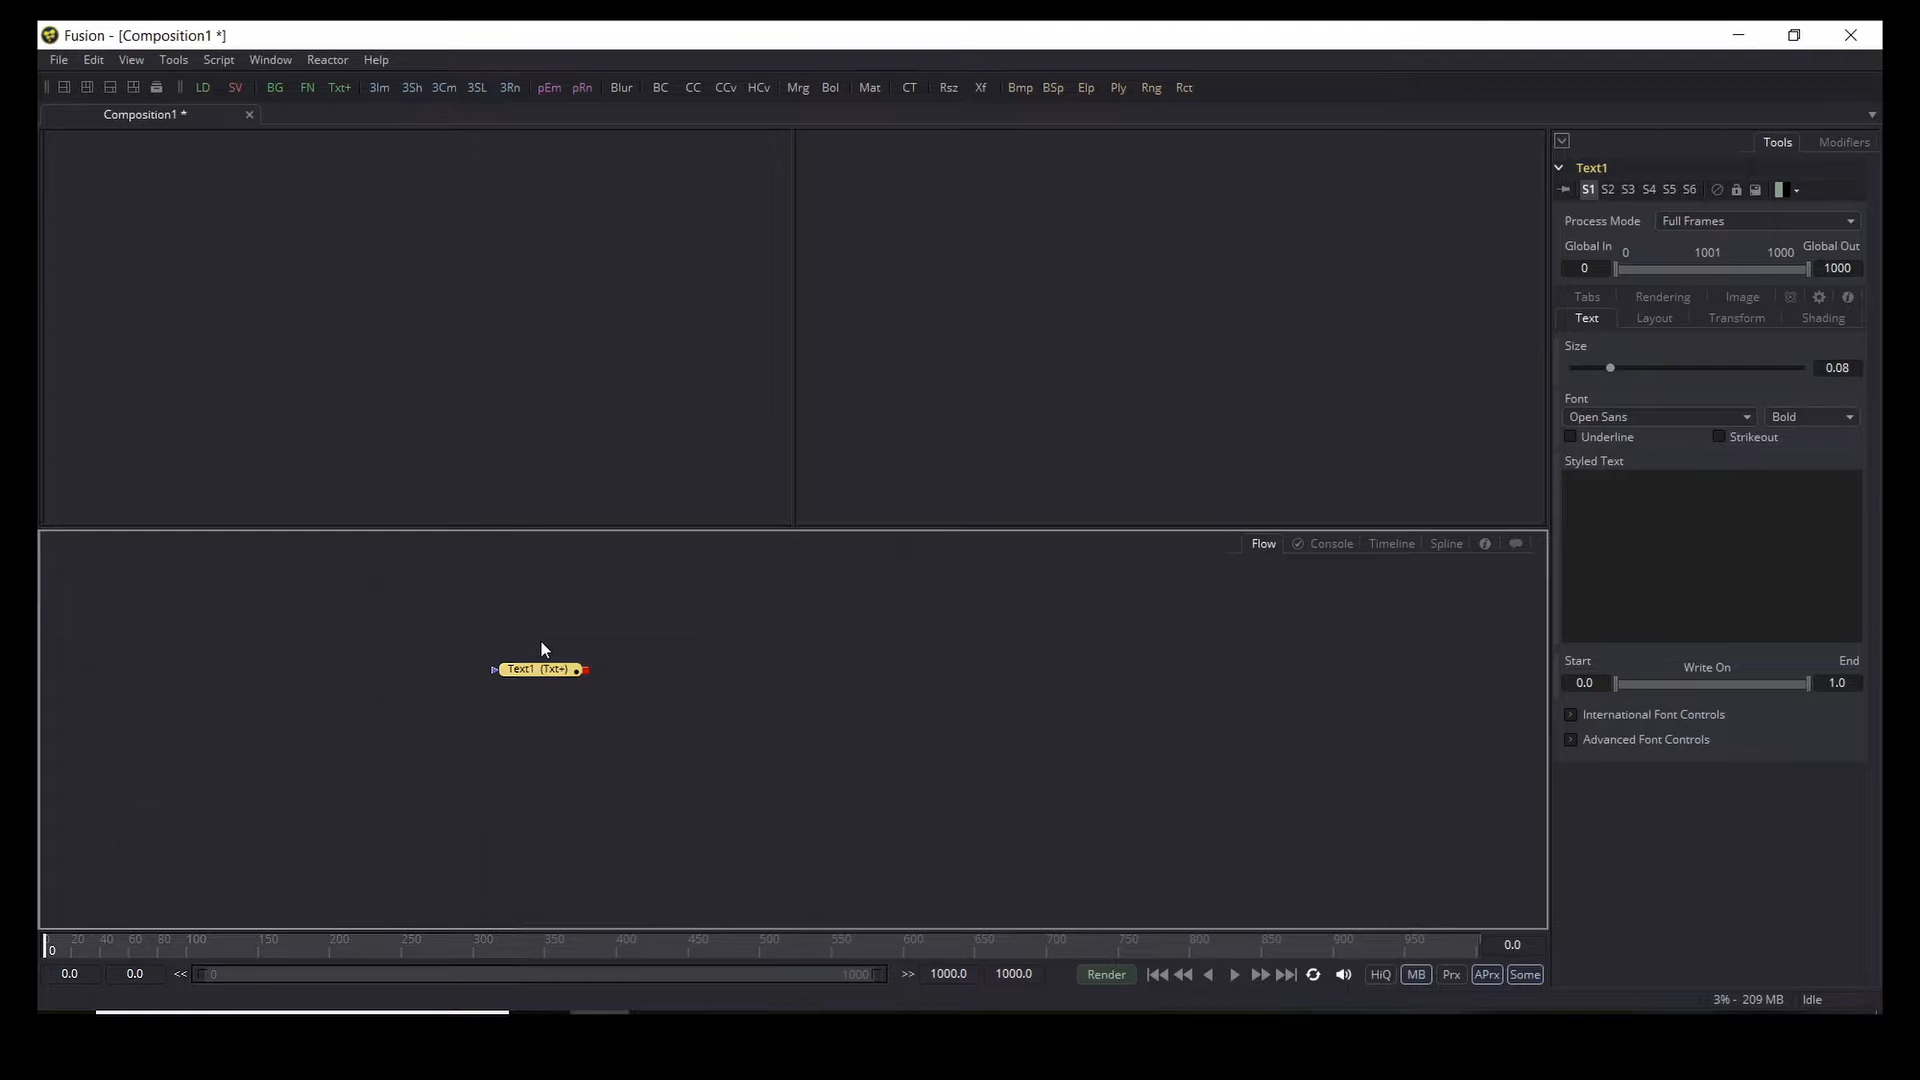 Fusion - [Composition1 *]
File Edit View Tools Script Window Reactor Help
LD SV BG FN Txt+ 3Im 3Sh 3Cm 3SL 3Rn pEm pRn Blur BC CC CCv HCv Mrg Bol Mat CT Rsz Xf Bmp BSp Elp Ply Rng Rct
Composition1 *
Tools Modifiers
Text1
S1 S2 S3 S4 S5 S6
Process Mode Full Frames
Global In 0 1001 1000 Global Out
0 1000
Tabs Rendering Image
Text Layout Transform Shading
Size
0.08
Font
Open Sans Bold
Underline Strikeout
Styled Text
Flow Console Timeline Spline
Text1 (Txt+)
Start Write On End
0.0 1.0
International Font Controls
Advanced Font Controls
20 40 60 80 100 150 200 250 300 350 400 450 500 550 600 650 700 750 800 850 900 950
0 0.0
0.0 0.0 << 0 1000 >> 1000.0 1000.0 Render HiQ MB Prx APrx Some
3% - 209 MB Idle